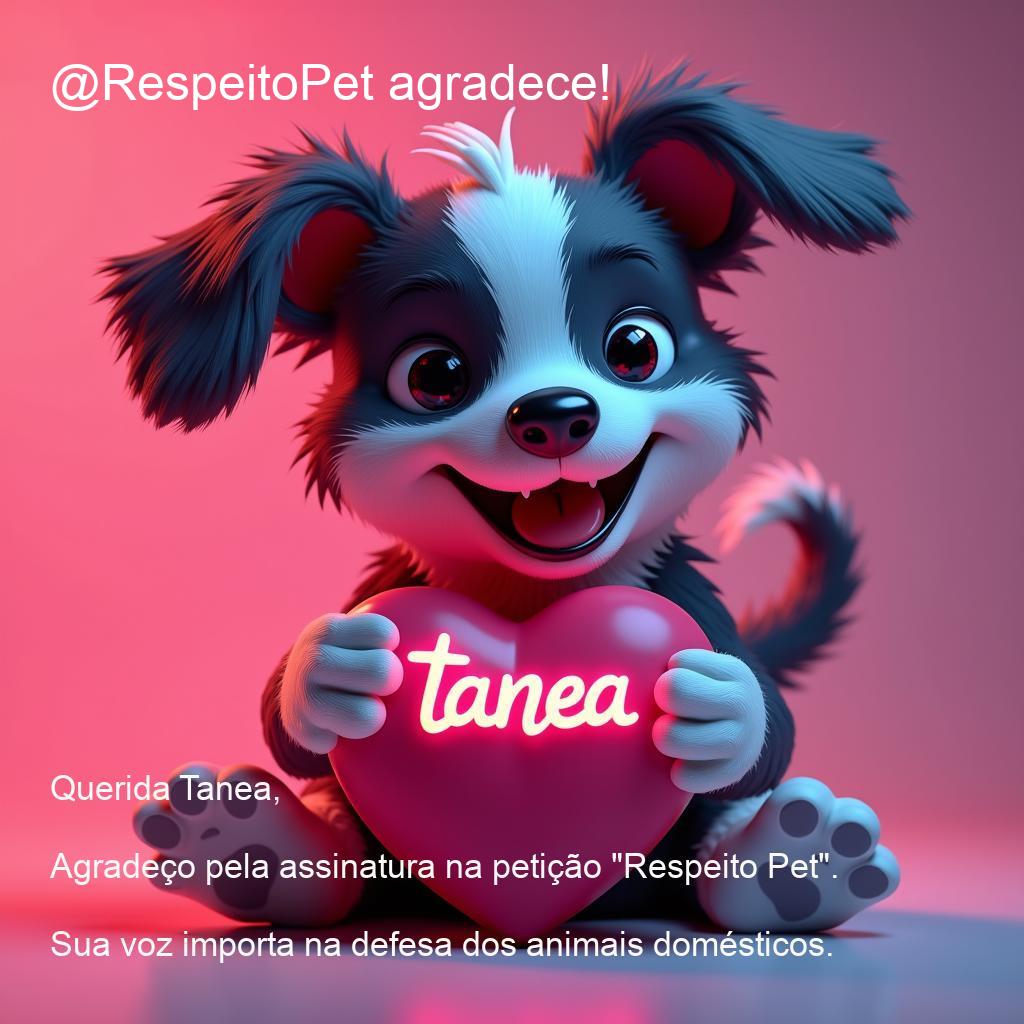 @RespeitoPet agradece!
tanea
Querida Tanea,
Agradeço pela assinatura na petição "Respeito Pet".
Sua voz importa na defesa dos animais domésticos.